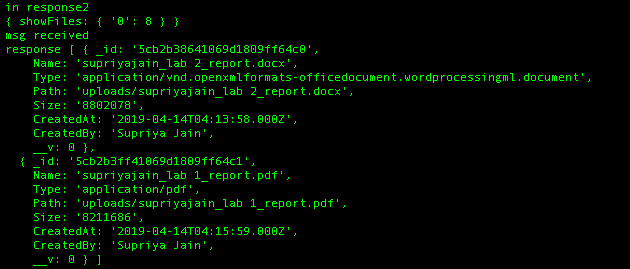 in response2
{ showFiles: { '0': 8 } }
msg received
response [ { _id: '5cb2b38641069d1809ff64c0',
Name: 'supriyajain_lab 2_report.docx',
Type: 'application/vnd.openxmlformats-officedocument.wordprocessingml.document',
Path: 'uploads/supriyajain_lab 2_report.docx',
Size: '8802078',
CreatedAt: '2019-04-14T04:13:58.000Z',
CreatedBy: 'Supriya Jain',
__v: 0 },
{ _id: '5cb2b3ff41069d1809ff64c1',
Name: 'supriyajain_lab 1_report.pdf',
Type: 'application/pdf',
Path: 'uploads/supriyajain_lab 1_report.pdf',
Size: '8211686',
CreatedAt: '2019-04-14T04:15:59.000Z',
CreatedBy: 'Supriya Jain',
__v: 0 } ]